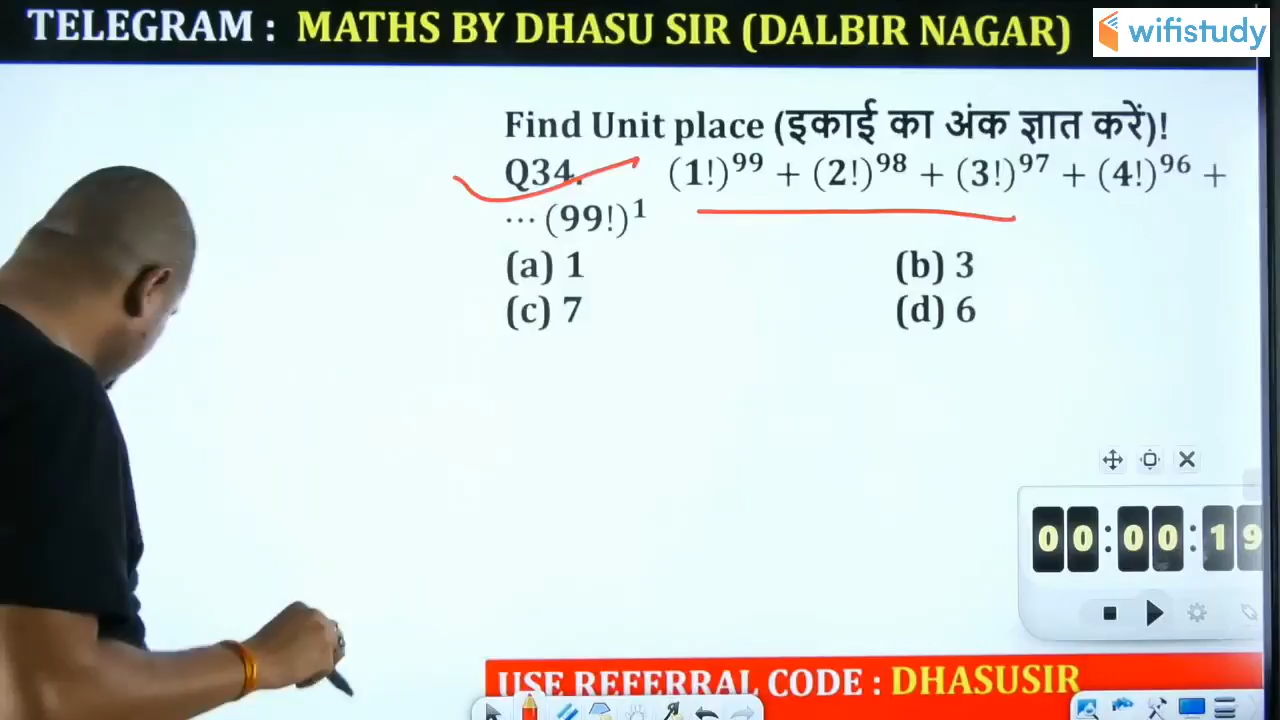 TELEGRAM : MATHS BY DHASU SIR (DALBIR NAGAR)
wifistudy
Find Unit place (इकाई का अंक ज्ञात करें)!
Q34. (1!)⁹⁹ + (2!)⁹⁸ + (3!)⁹⁷ + (4!)⁹⁶ +
⋯ (99!)¹
(a) 1 (b) 3
(c) 7 (d) 6
00:00:19
USE REFERRAL CODE : DHASUSIR